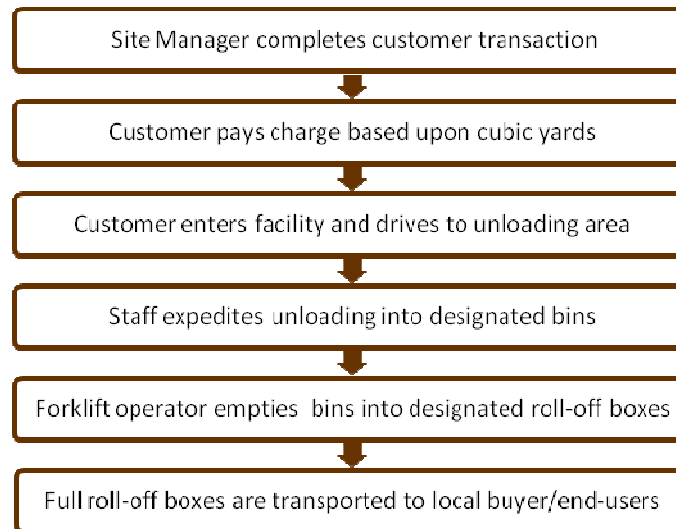 Site Manager completes customer transaction
Customer pays charge based upon cubic yards
Customer enters facility and drives to unloading area
Staff expedites unloading into designated bins
Forklift operator empties bins into designated roll-off boxes
Full roll-off boxes are transported to local buyer/end-users